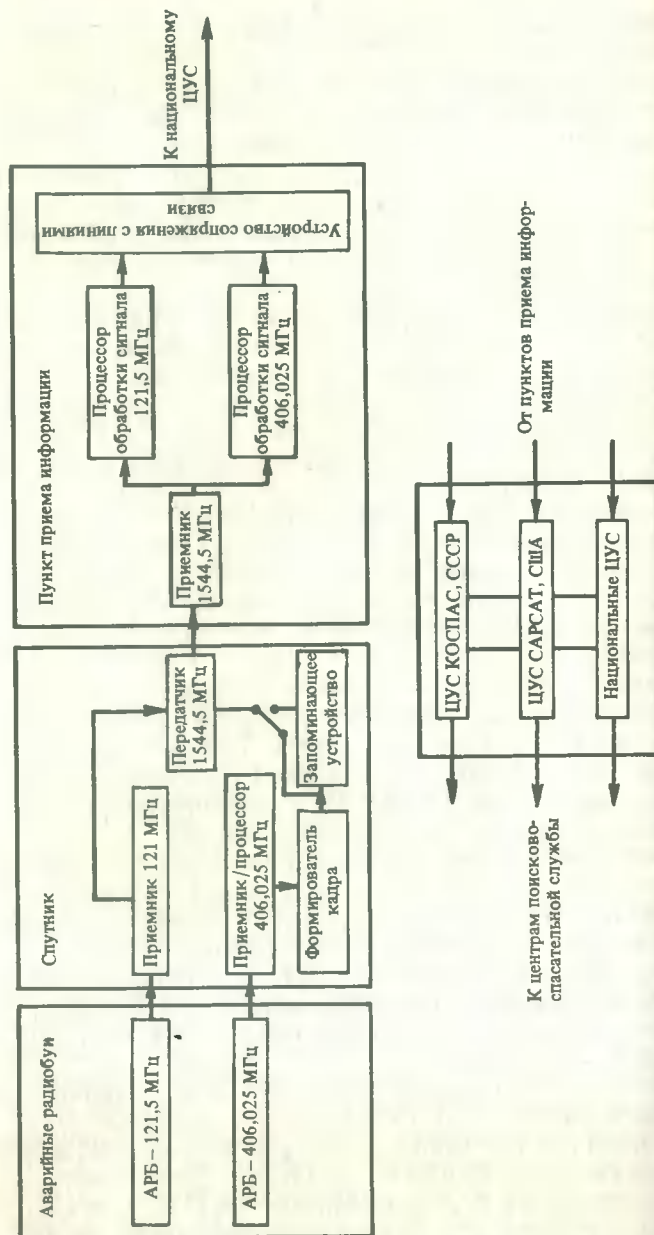 Аварийные радиобуи
АРБ – 121,5 МГц
АРБ – 406,025 МГц
Спутник
Приемник 121 МГц
Приемник/процессор
406,025 МГц
Формирователь
кадра
Передатчик
1544,5 МГц
Запоминающее
устройство
Пункт приема информации
Приемник
1544,5 МГц
Процессор
обработки сигнала
121,5 МГц
Процессор
обработки сигнала
406,025 МГц
Устройство сопряжения с линиями
связи
К национальному
ЦУС
К центрам поисково-
спасательной службы
ЦУС КОСПАС, СССР
ЦУС САРСАТ, США
Национальные ЦУС
От пунктов приема инфор-
мации